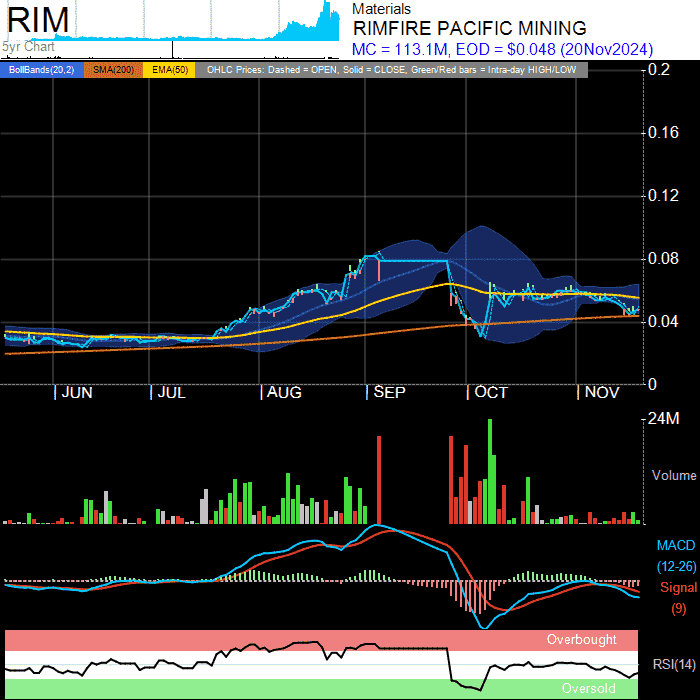 RIM
5yr Chart
Materials
RIMFIRE PACIFIC MINING
MC = 113.1M, EOD = $0.048 (20Nov2024)
BollBands(20,2) SMA(200) EMA(50) OHLC Prices: Dashed = OPEN, Solid = CLOSE, Green/Red bars = Intra-day HIGH/LOW
0.2
0.16
0.12
0.08
0.04
0
JUN JUL AUG SEP OCT NOV
24M
Volume
MACD
(12-26)
Signal
(9)
Overbought
RSI(14)
Oversold